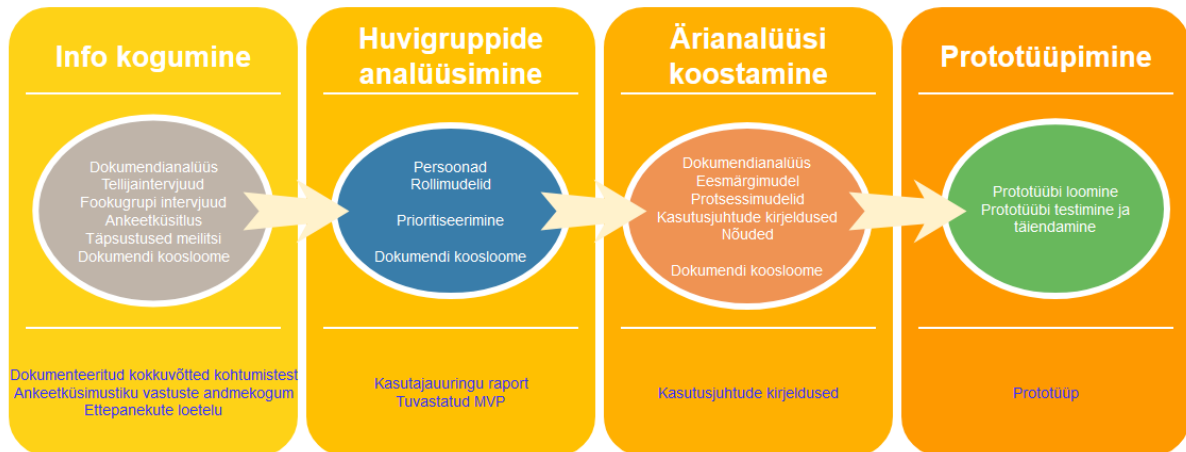 Info kogumine
Dokumendianalüüs
Tellijaintervjuud
Fookugrupi intervjuud
Ankeetküsitlus
Täpsustused meilitsi
Dokumendi koosloome
Dokumenteeritud kokkuvõtted kohtumistest
Ankeetküsimustiku vastuste andmekogum
Ettepanekute loetelu
Huvigruppide
analüüsimine
Persoonad
Rollimudelid
Prioritiseerimine
Dokumendi koosloome
Kasutajauuringu raport
Tuvastatud MVP
Ärianalüüsi
koostamine
Dokumendianalüüs
Eesmärgimudel
Protsessimudelid
Kasutusjuhtude kirjeldused
Nõuded
Dokumendi koosloome
Kasutusjuhtude kirjeldused
Prototüüpimine
Prototüübi loomine
Prototüübi testimine ja
täiendamine
Prototüüp